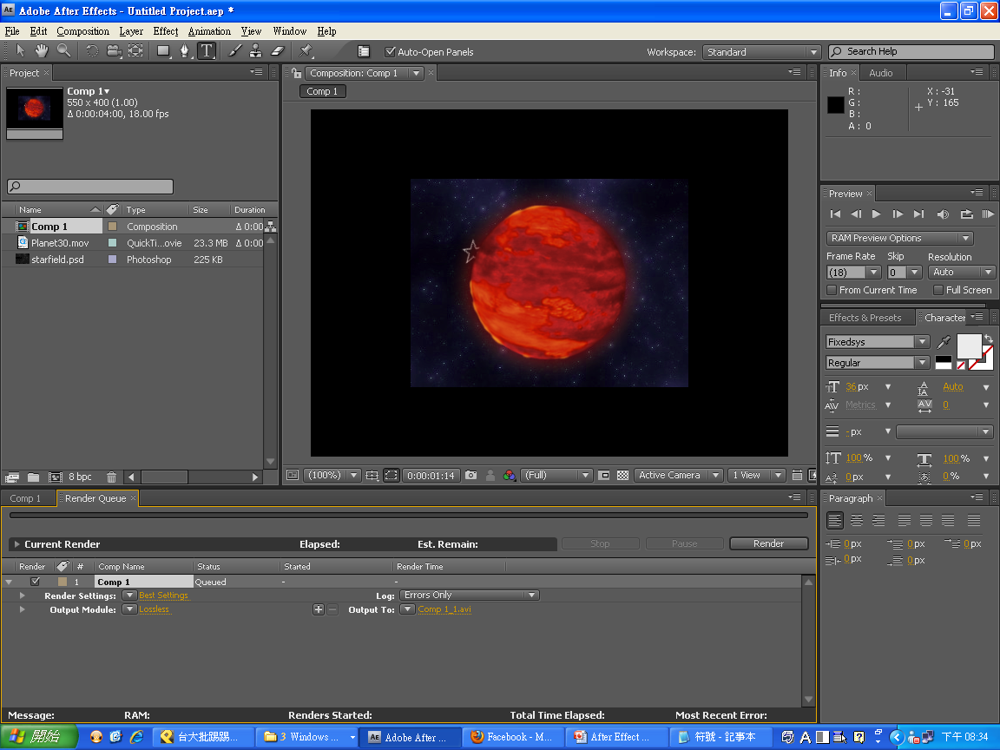 Adobe After Effects - Untitled Project.aep *
File Edit Composition Layer Effect Animation View Window Help
Auto-Open Panels Workspace: Standard Search Help
Project
Comp 1
550 x 400 (1.00)
Δ 0:00:04:00, 18.00 fps
Name Type Size Duration
Comp 1 Composition Δ 0:00
Planet30.mov QuickTi...ovie 23.3 MB Δ 0:00
starfield.psd Photoshop 225 KB
8 bpc
Composition: Comp 1
Comp 1
(100%) 0:00:01:14 (Full) Active Camera 1 View
Info Audio
R :
G :
B :
A : 0
X : -31
Y : 165
Preview
RAM Preview Options
Frame Rate Skip Resolution
(18) 0 Auto
From Current Time Full Screen
Effects & Presets Character
Fixedsys
Regular
36 px Auto
Metrics 0
- px
100 % 100 %
0 px 0 %
Paragraph
0 px 0 px 0 px
0 px 0 px
Comp 1 Render Queue
Current Render Elapsed: Est. Remain: Stop Pause Render
Render # Comp Name Status Started Render Time
1 Comp 1 Queued - -
Render Settings: Best Settings Log: Errors Only
Output Module: Lossless Output To: Comp 1_1.avi
Message: RAM: Renders Started: Total Time Elapsed: Most Recent Error:
開始 台大批踢踢... 3 Windows ... Adobe After ... Facebook - M... After Effect ... 符號 - 記事本 下午 08:34